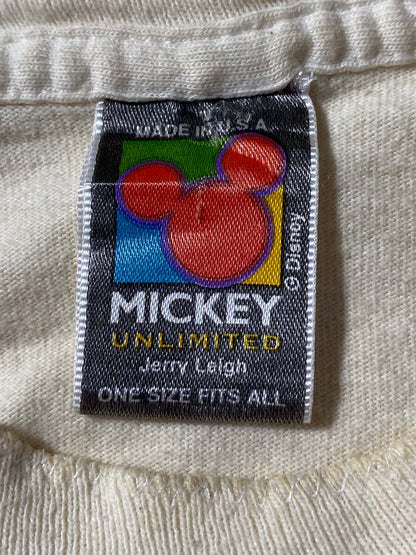 MADE IN U.S.A.
© Disney
MICKEY
UNLIMITED
Jerry Leigh
ONE SIZE FITS ALL